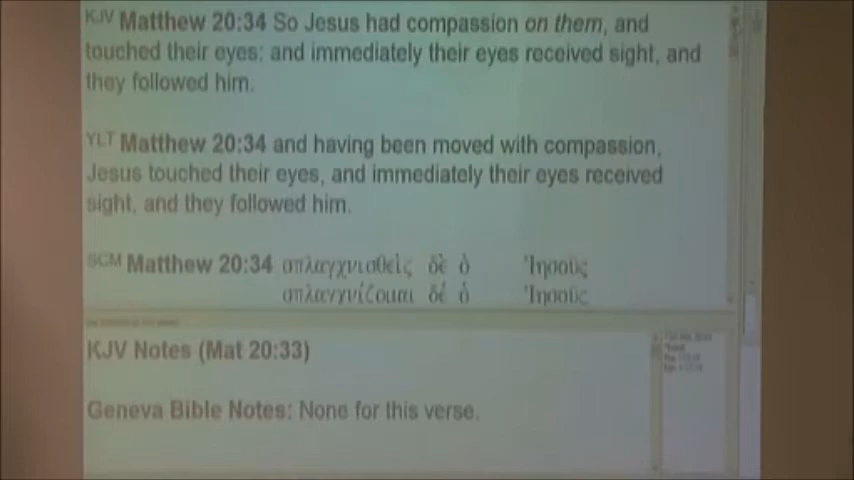 KJV Matthew 20:34 So Jesus had compassion on them, and
touched their eyes: and immediately their eyes received sight, and
they followed him.
YLT Matthew 20:34 and having been moved with compassion,
Jesus touched their eyes, and immediately their eyes received
sight, and they followed him.
SCM Matthew 20:34 σπλαγχνισθεὶς δὲ ὁ Ἰησοῦς
σπλαγχνίζομαι δέ ὁ Ἰησοῦς
KJV Notes (Mat 20:33)
Geneva Bible Notes: None for this verse.